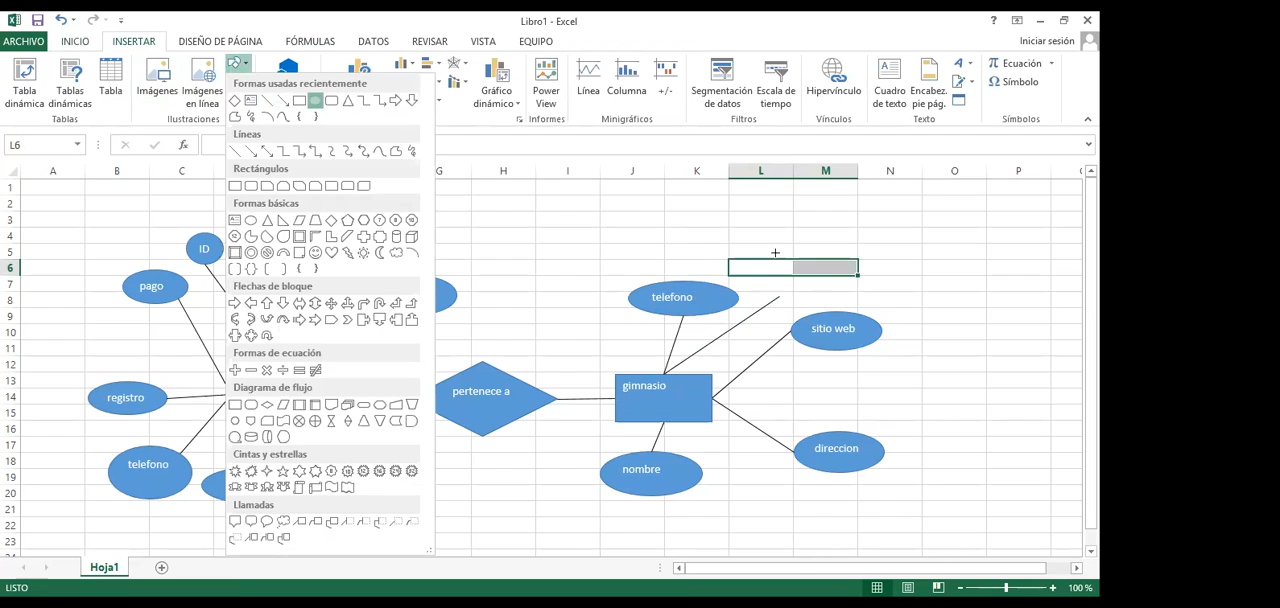 Libro1 - Excel
ARCHIVO INICIO INSERTAR DISEÑO DE PÁGINA FÓRMULAS DATOS REVISAR VISTA EQUIPO Iniciar sesión
Tabla dinámica
Tablas dinámicas
Tabla
Imágenes
Imágenes en línea
Gráfico dinámico
Power View
Línea
Columna
+/-
Segmentación de datos
Escala de tiempo
Hipervínculo
Cuadro de texto
Encabez. pie pág.
Ecuación
Símbolo
Tablas Ilustraciones Informes Minigráficos Filtros Vínculos Texto Símbolos
L6
A B C G H I J K L M N O P
1
2
3
4
5
6
7
8
9
10
11
12
13
14
15
16
17
18
19
20
21
22
23
Formas usadas recientemente
Líneas
Rectángulos
Formas básicas
Flechas de bloque
Formas de ecuación
Diagrama de flujo
Cintas y estrellas
Llamadas
ID
pago
registro
telefono
pertenece a
telefono
sitio web
gimnasio
direccion
nombre
Hoja1
LISTO
100 %